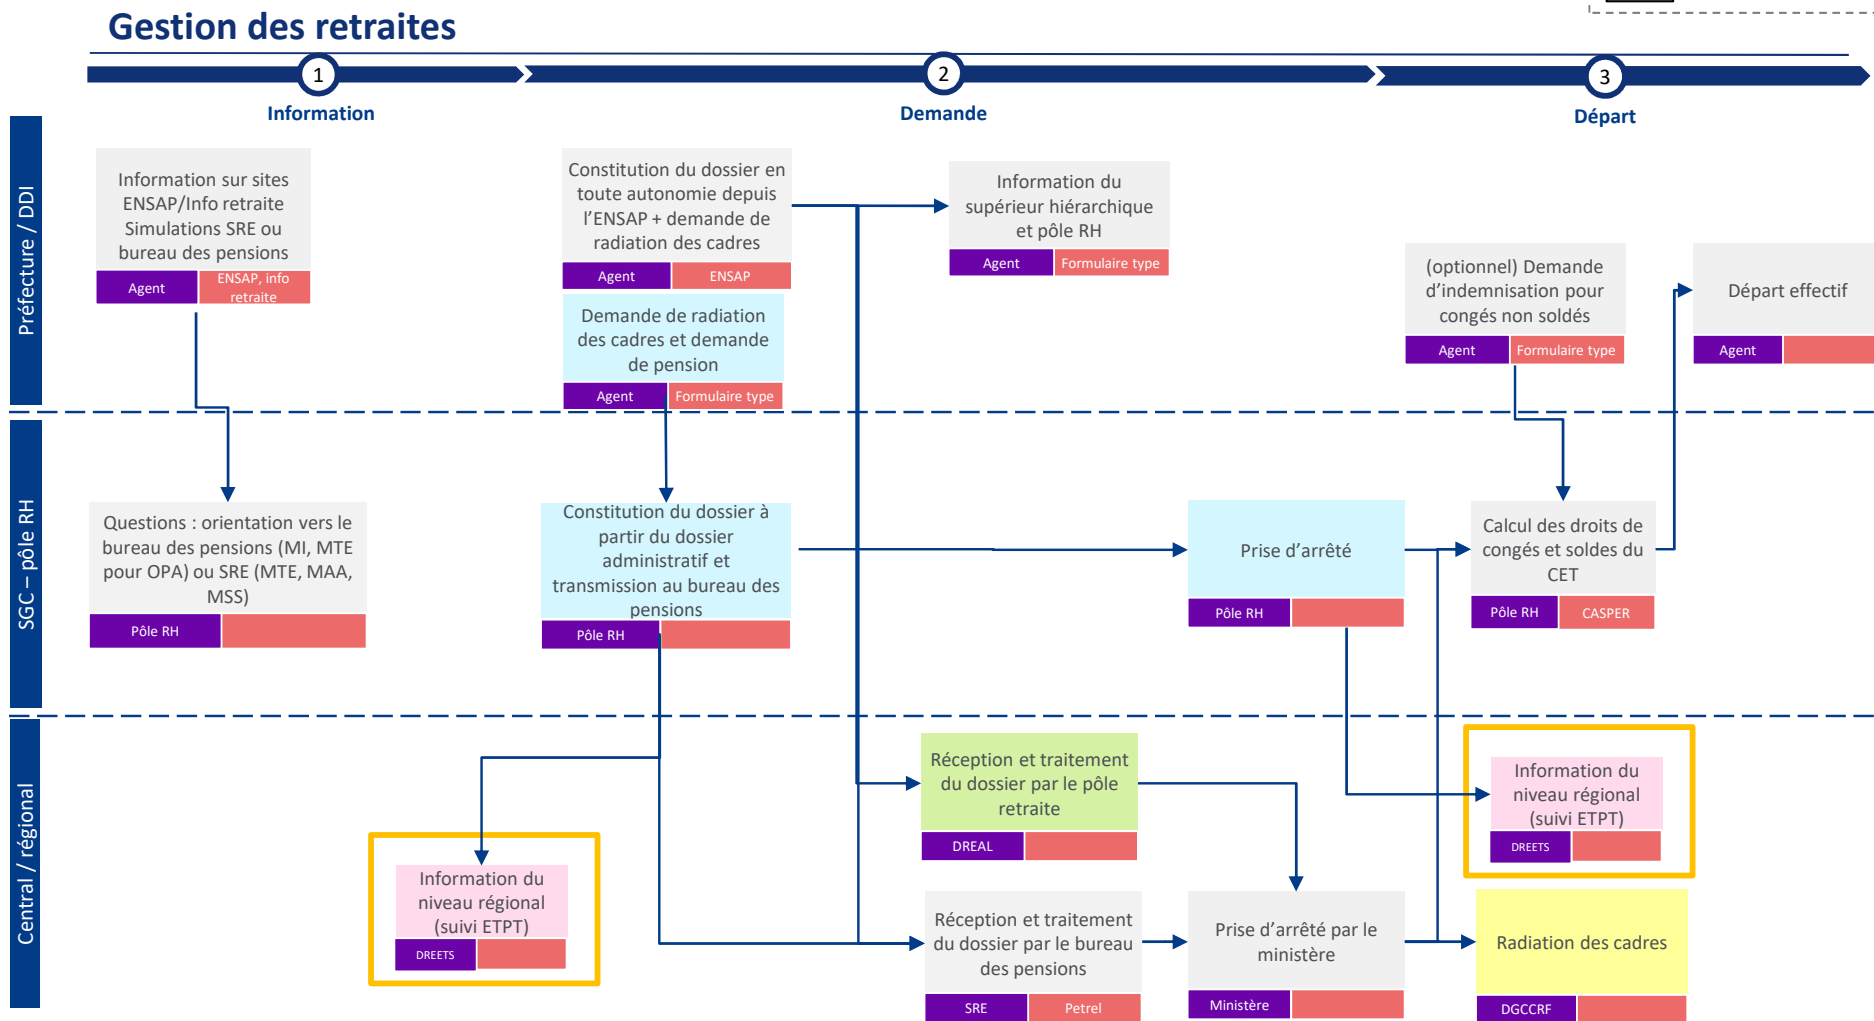 Gestion des retraites
1
2
3
Information
Demande
Départ
Préfecture / DDI
Information sur sites
ENSAP/Info retraite
Simulations SRE ou
bureau des pensions
Agent
ENSAP, info
retraite
Constitution du dossier en
toute autonomie depuis
l’ENSAP + demande de
radiation des cadres
Agent
ENSAP
Demande de radiation
des cadres et demande
de pension
Agent
Formulaire type
Information du
supérieur hiérarchique
et pôle RH
Agent
Formulaire type
(optionnel) Demande
d’indemnisation pour
congés non soldés
Agent
Formulaire type
Départ effectif
Agent
SGC – pôle RH
Questions : orientation vers le
bureau des pensions (MI, MTE
pour OPA) ou SRE (MTE, MAA,
MSS)
Pôle RH
Constitution du dossier à
partir du dossier
administratif et
transmission au bureau des
pensions
Pôle RH
Prise d’arrêté
Pôle RH
Calcul des droits de
congés et soldes du
CET
Pôle RH
CASPER
Central / régional
Information du
niveau régional
(suivi ETPT)
DREETS
Réception et traitement
du dossier par le pôle
retraite
DREAL
Réception et traitement
du dossier par le bureau
des pensions
SRE
Petrel
Prise d’arrêté par le
ministère
Ministère
Information du
niveau régional
(suivi ETPT)
DREETS
Radiation des cadres
DGCCRF